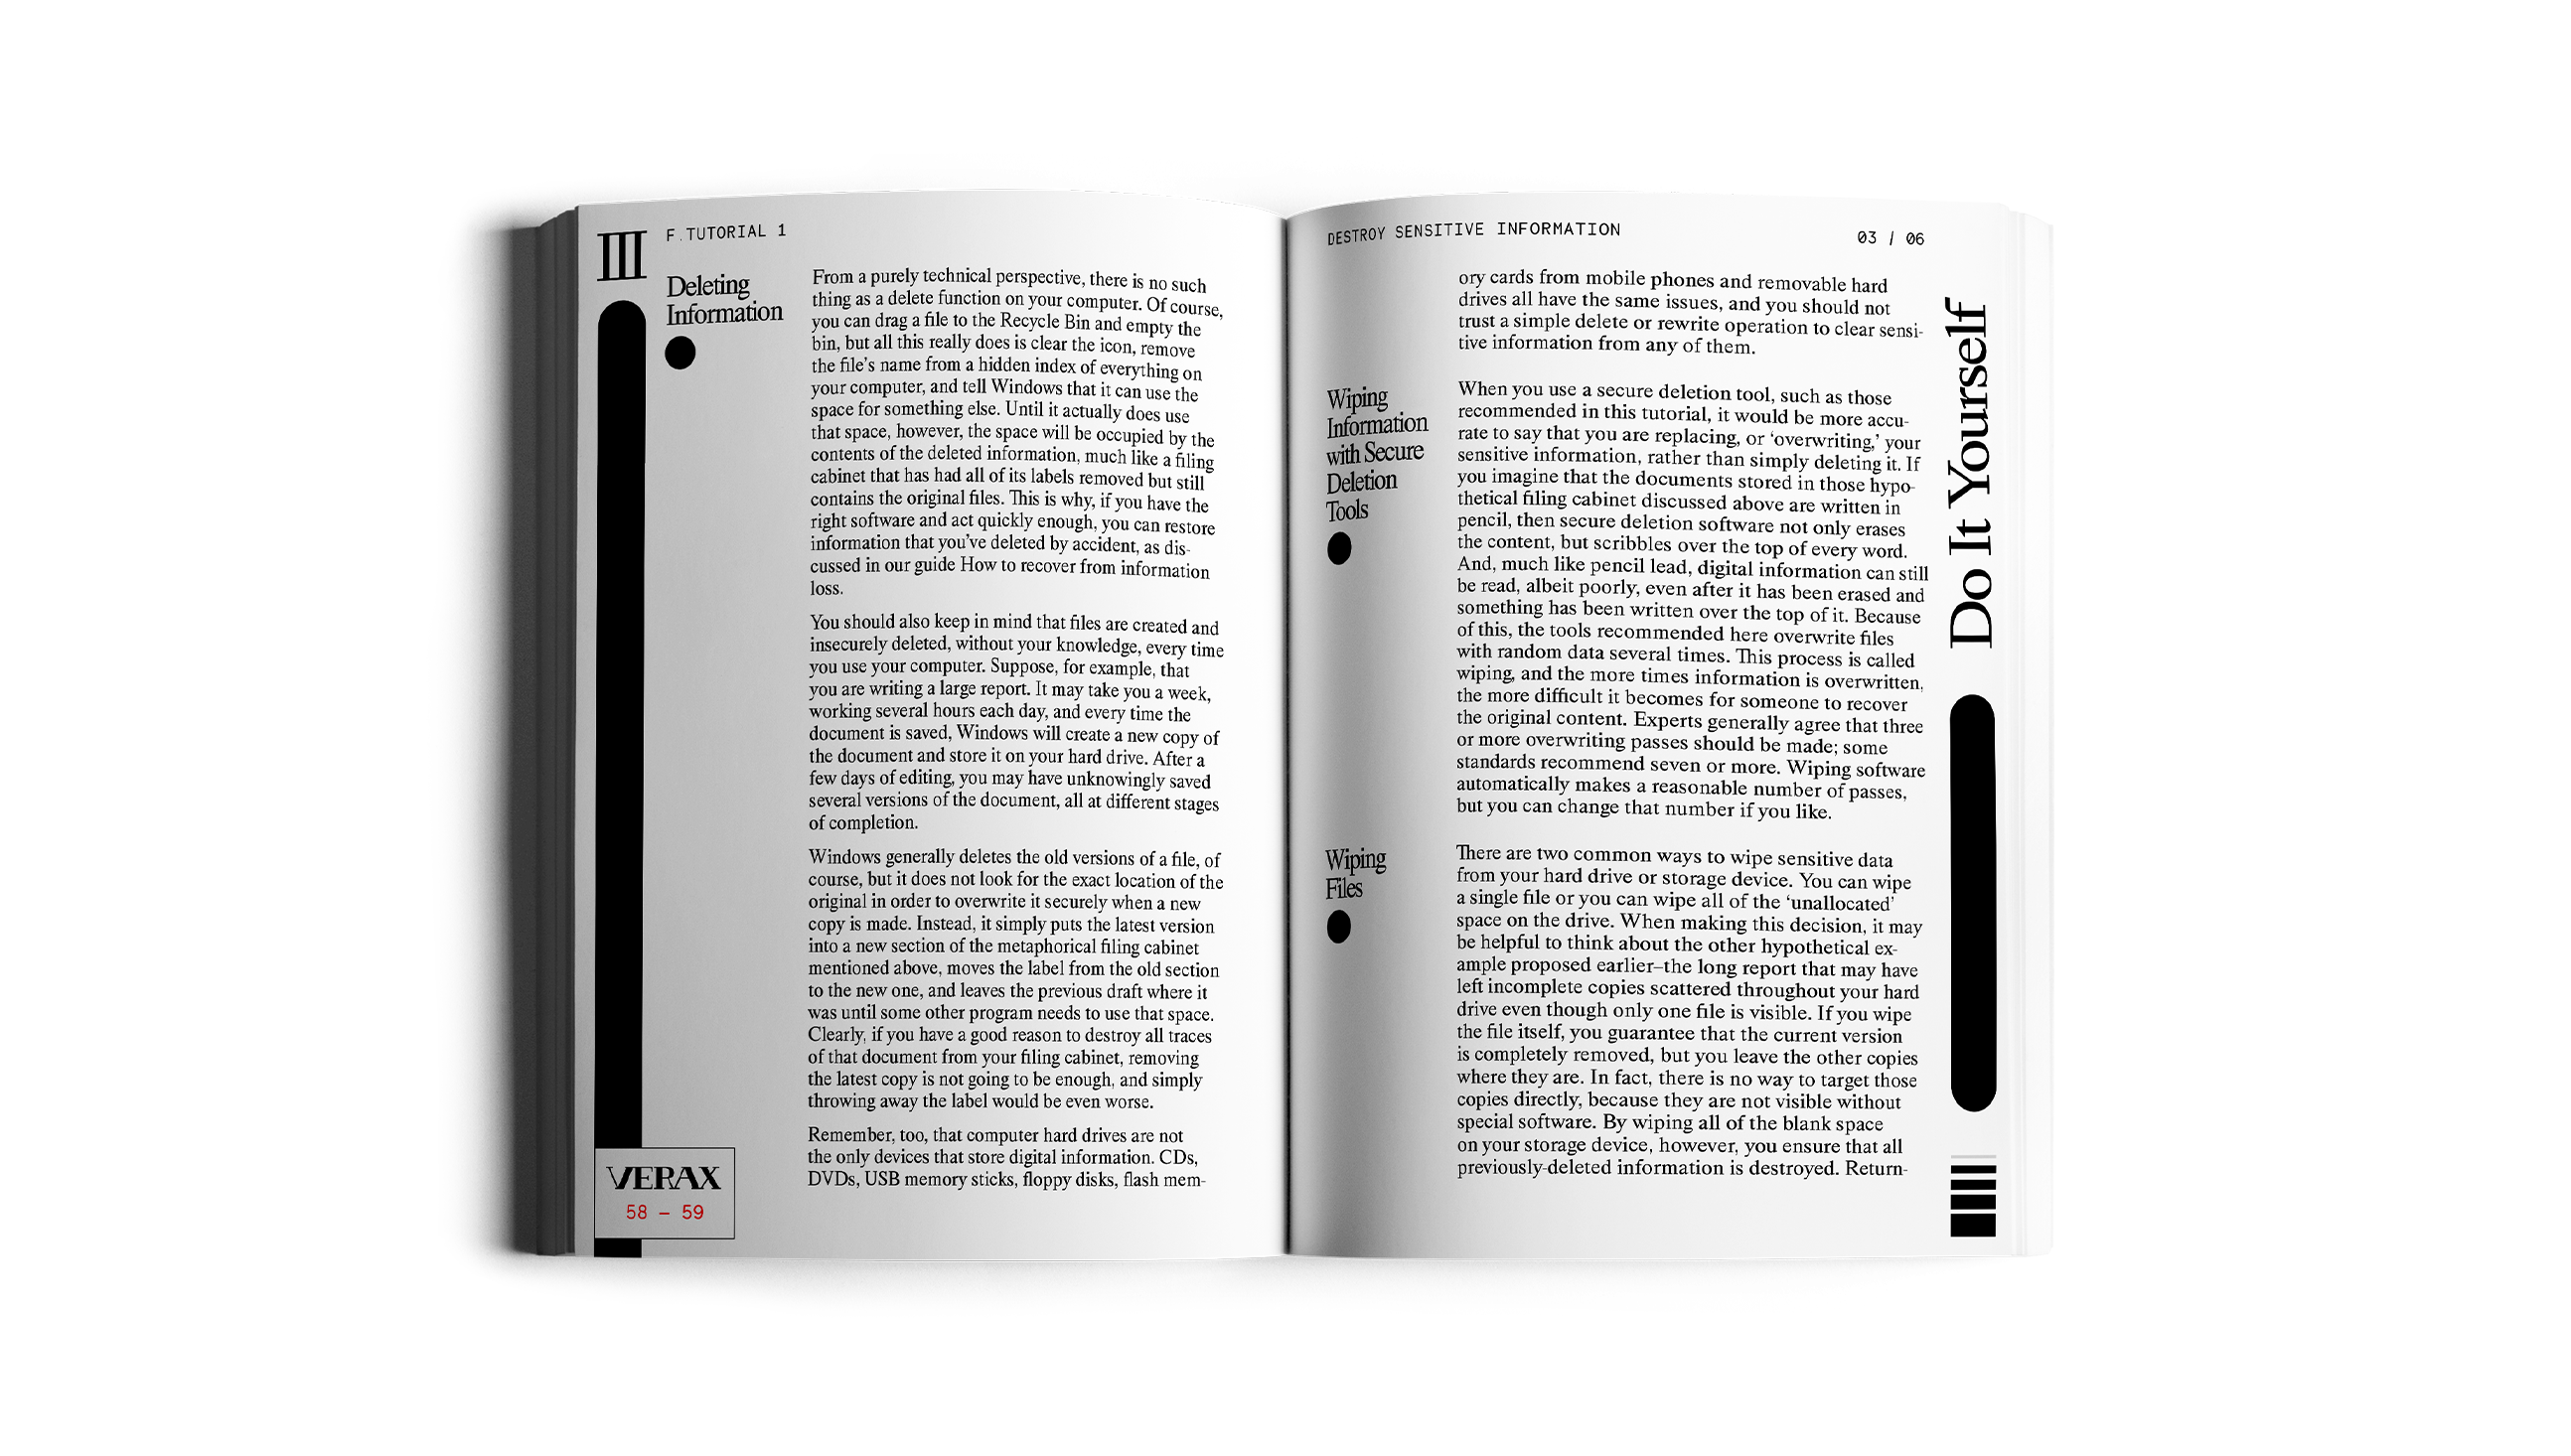 III
F.TUTORIAL 1
Deleting
Information
From a purely technical perspective, there is no such
thing as a delete function on your computer. Of course,
you can drag a file to the Recycle Bin and empty the
bin, but all this really does is clear the icon, remove
the file's name from a hidden index of everything on
your computer, and tell Windows that it can use the
space for something else. Until it actually does use
that space, however, the space will be occupied by the
contents of the deleted information, much like a filing
cabinet that has had all of its labels removed but still
contains the original files. This is why, if you have the
right software and act quickly enough, you can restore
information that you've deleted by accident, as dis-
cussed in our guide How to recover from information
loss.
You should also keep in mind that files are created and
insecurely deleted, without your knowledge, every time
you use your computer. Suppose, for example, that
you are writing a large report. It may take you a week,
working several hours each day, and every time the
document is saved, Windows will create a new copy of
the document and store it on your hard drive. After a
few days of editing, you may have unknowingly saved
several versions of the document, all at different stages
of completion.
Windows generally deletes the old versions of a file, of
course, but it does not look for the exact location of the
original in order to overwrite it securely when a new
copy is made. Instead, it simply puts the latest version
into a new section of the metaphorical filing cabinet
mentioned above, moves the label from the old section
to the new one, and leaves the previous draft where it
was until some other program needs to use that space.
Clearly, if you have a good reason to destroy all traces
of that document from your filing cabinet, removing
the latest copy is not going to be enough, and simply
throwing away the label would be even worse.
Remember, too, that computer hard drives are not
the only devices that store digital information. CDs,
DVDs, USB memory sticks, floppy disks, flash mem-
VERAX
58 – 59
DESTROY SENSITIVE INFORMATION
03 / 06
ory cards from mobile phones and removable hard
drives all have the same issues, and you should not
trust a simple delete or rewrite operation to clear sensi-
tive information from any of them.
Wiping
Information
with Secure
Deletion
Tools
When you use a secure deletion tool, such as those
recommended in this tutorial, it would be more accu-
rate to say that you are replacing, or 'overwriting,' your
sensitive information, rather than simply deleting it. If
you imagine that the documents stored in those hypo-
thetical filing cabinet discussed above are written in
pencil, then secure deletion software not only erases
the content, but scribbles over the top of every word.
And, much like pencil lead, digital information can still
be read, albeit poorly, even after it has been erased and
something has been written over the top of it. Because
of this, the tools recommended here overwrite files
with random data several times. This process is called
wiping, and the more times information is overwritten,
the more difficult it becomes for someone to recover
the original content. Experts generally agree that three
or more overwriting passes should be made; some
standards recommend seven or more. Wiping software
automatically makes a reasonable number of passes,
but you can change that number if you like.
Wiping
Files
There are two common ways to wipe sensitive data
from your hard drive or storage device. You can wipe
a single file or you can wipe all of the 'unallocated'
space on the drive. When making this decision, it may
be helpful to think about the other hypothetical ex-
ample proposed earlier–the long report that may have
left incomplete copies scattered throughout your hard
drive even though only one file is visible. If you wipe
the file itself, you guarantee that the current version
is completely removed, but you leave the other copies
where they are. In fact, there is no way to target those
copies directly, because they are not visible without
special software. By wiping all of the blank space
on your storage device, however, you ensure that all
previously-deleted information is destroyed. Return-
Do It Yourself